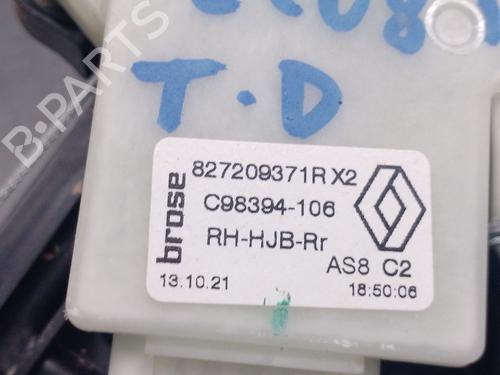 T.D
827209371R X2
C98394-106
RH-HJB-Rr
AS8 C2
13.10.21
18:50:06
brose
B-PARTS